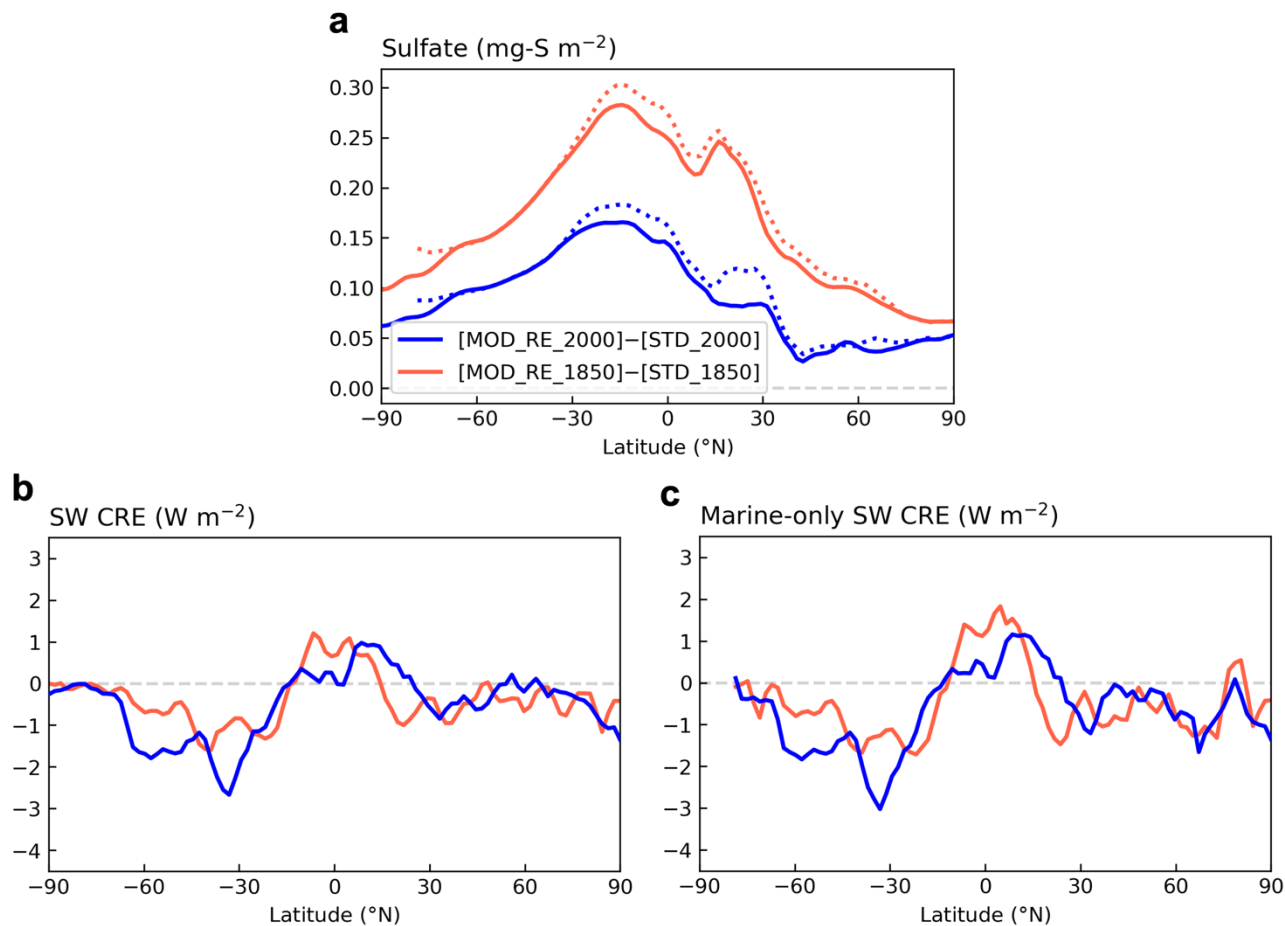 a
Sulfate (mg-S m⁻²)
0.30
0.25
0.20
0.15
0.10
0.05
0.00
[MOD_RE_2000]−[STD_2000]
[MOD_RE_1850]−[STD_1850]
−90 −60 −30 0 30 60 90
Latitude (°N)
b
SW CRE (W m⁻²)
3
2
1
0
−1
−2
−3
−4
−90 −60 −30 0 30 60 90
Latitude (°N)
c
Marine-only SW CRE (W m⁻²)
3
2
1
0
−1
−2
−3
−4
−90 −60 −30 0 30 60 90
Latitude (°N)